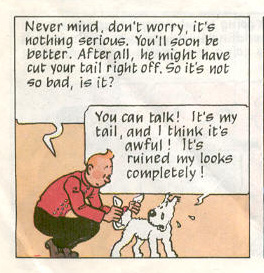 Never mind, don't worry, it's
nothing serious. You'll soon be
better. After all, he might have
cut your tail right off. So it's not
so bad, is it?
You can talk! It's my
tail, and I think it's
awful! It's
ruined my looks
completely!